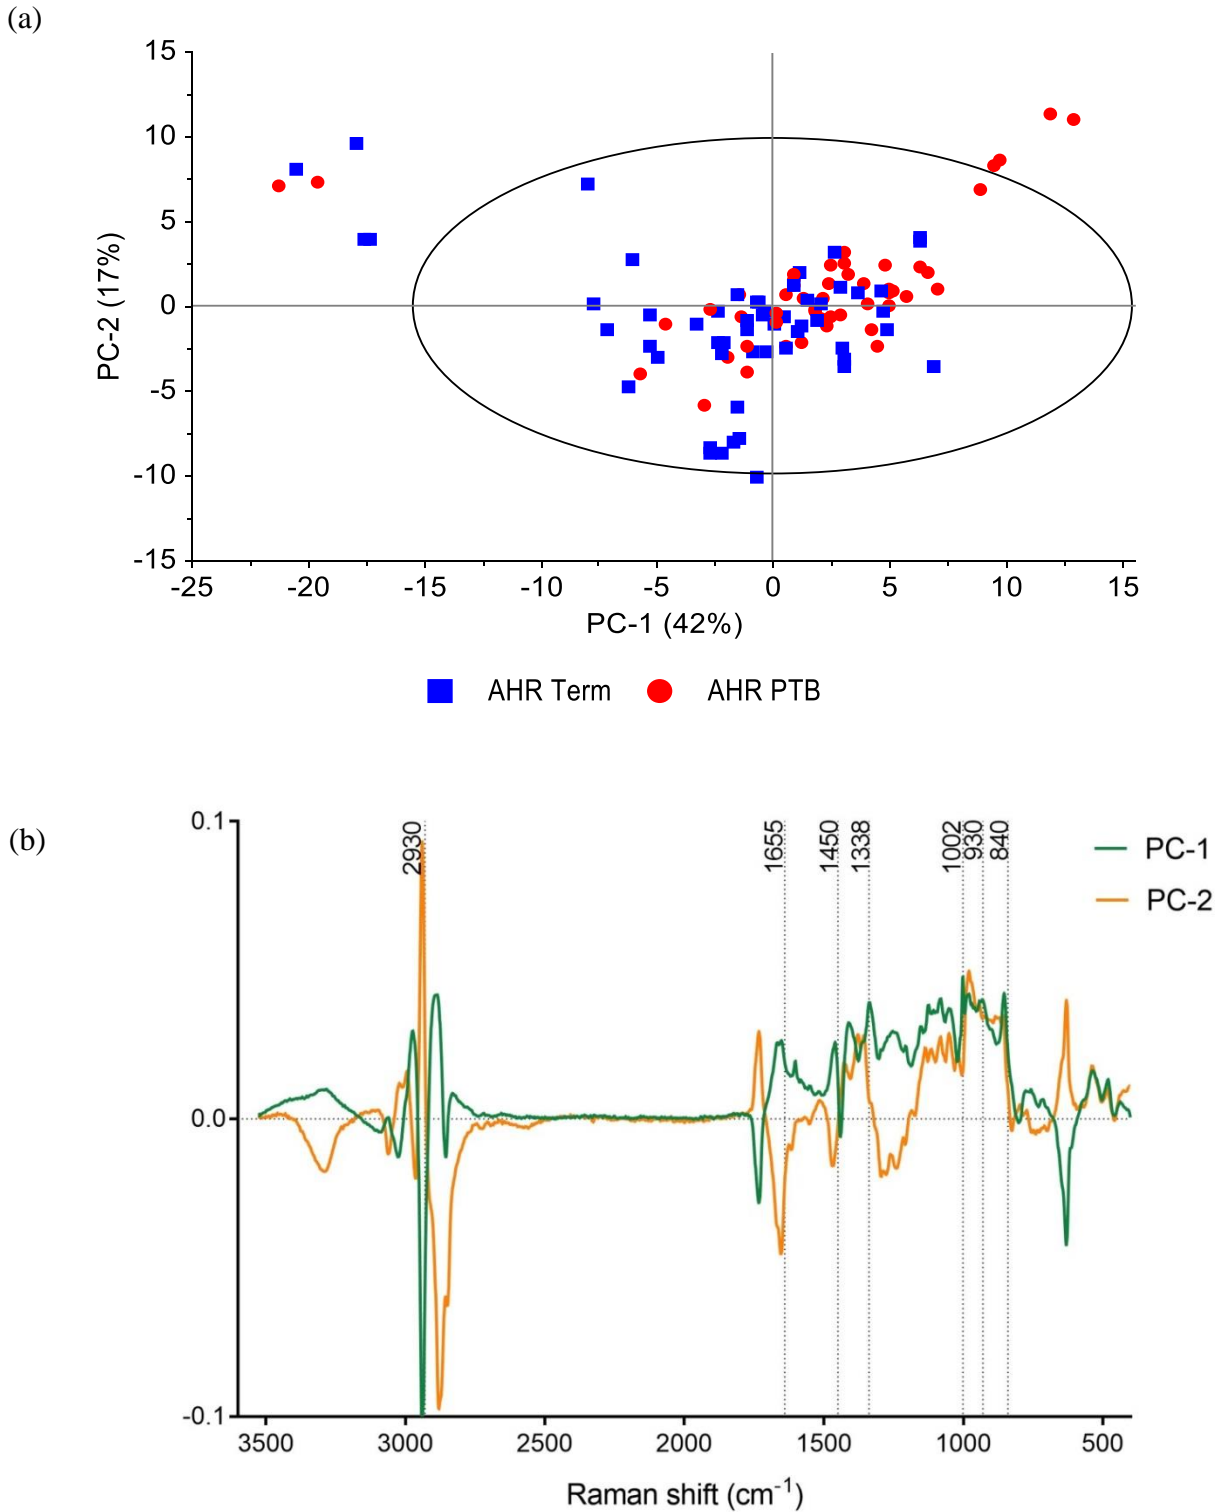 (a)
15
10
5
0
-5
-10
-15
PC-2 (17%)
-25 -20 -15 -10 -5 0 5 10 15
PC-1 (42%)
AHR Term AHR PTB
(b)
0.1
0.0
-0.1
2930 1655 1450 1338 1002 930 840
PC-1
PC-2
3500 3000 2500 2000 1500 1000 500
Raman shift (cm⁻¹)